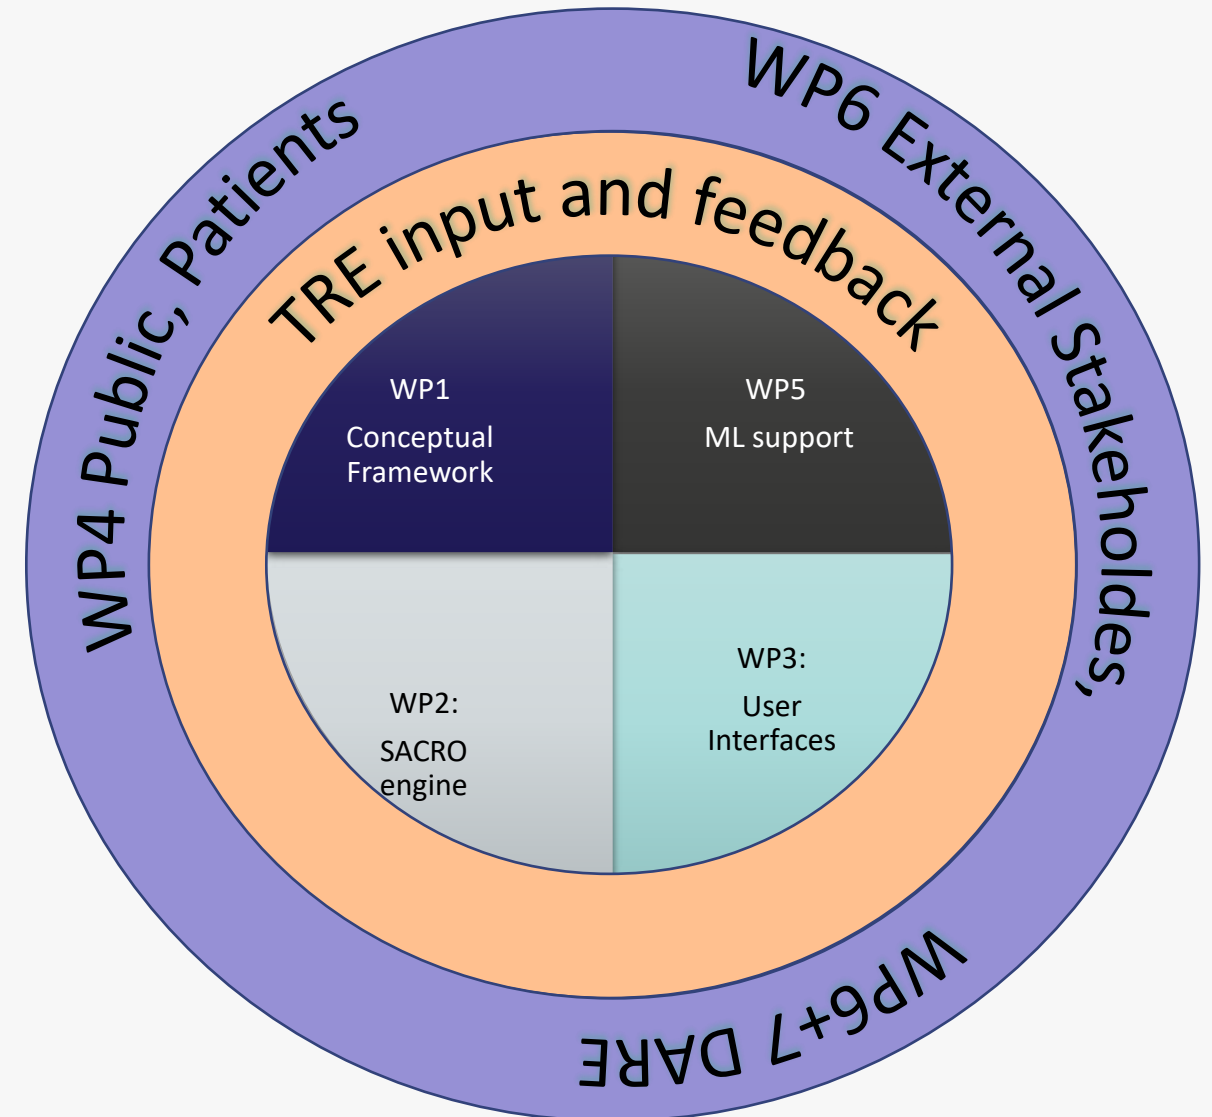 WP4 Public, Patients
WP6 External Stakeholdes,
WP6+7 DARE
TRE input and feedback
WP1
Conceptual
Framework
WP5
ML support
WP2:
SACRO
engine
WP3:
User
Interfaces